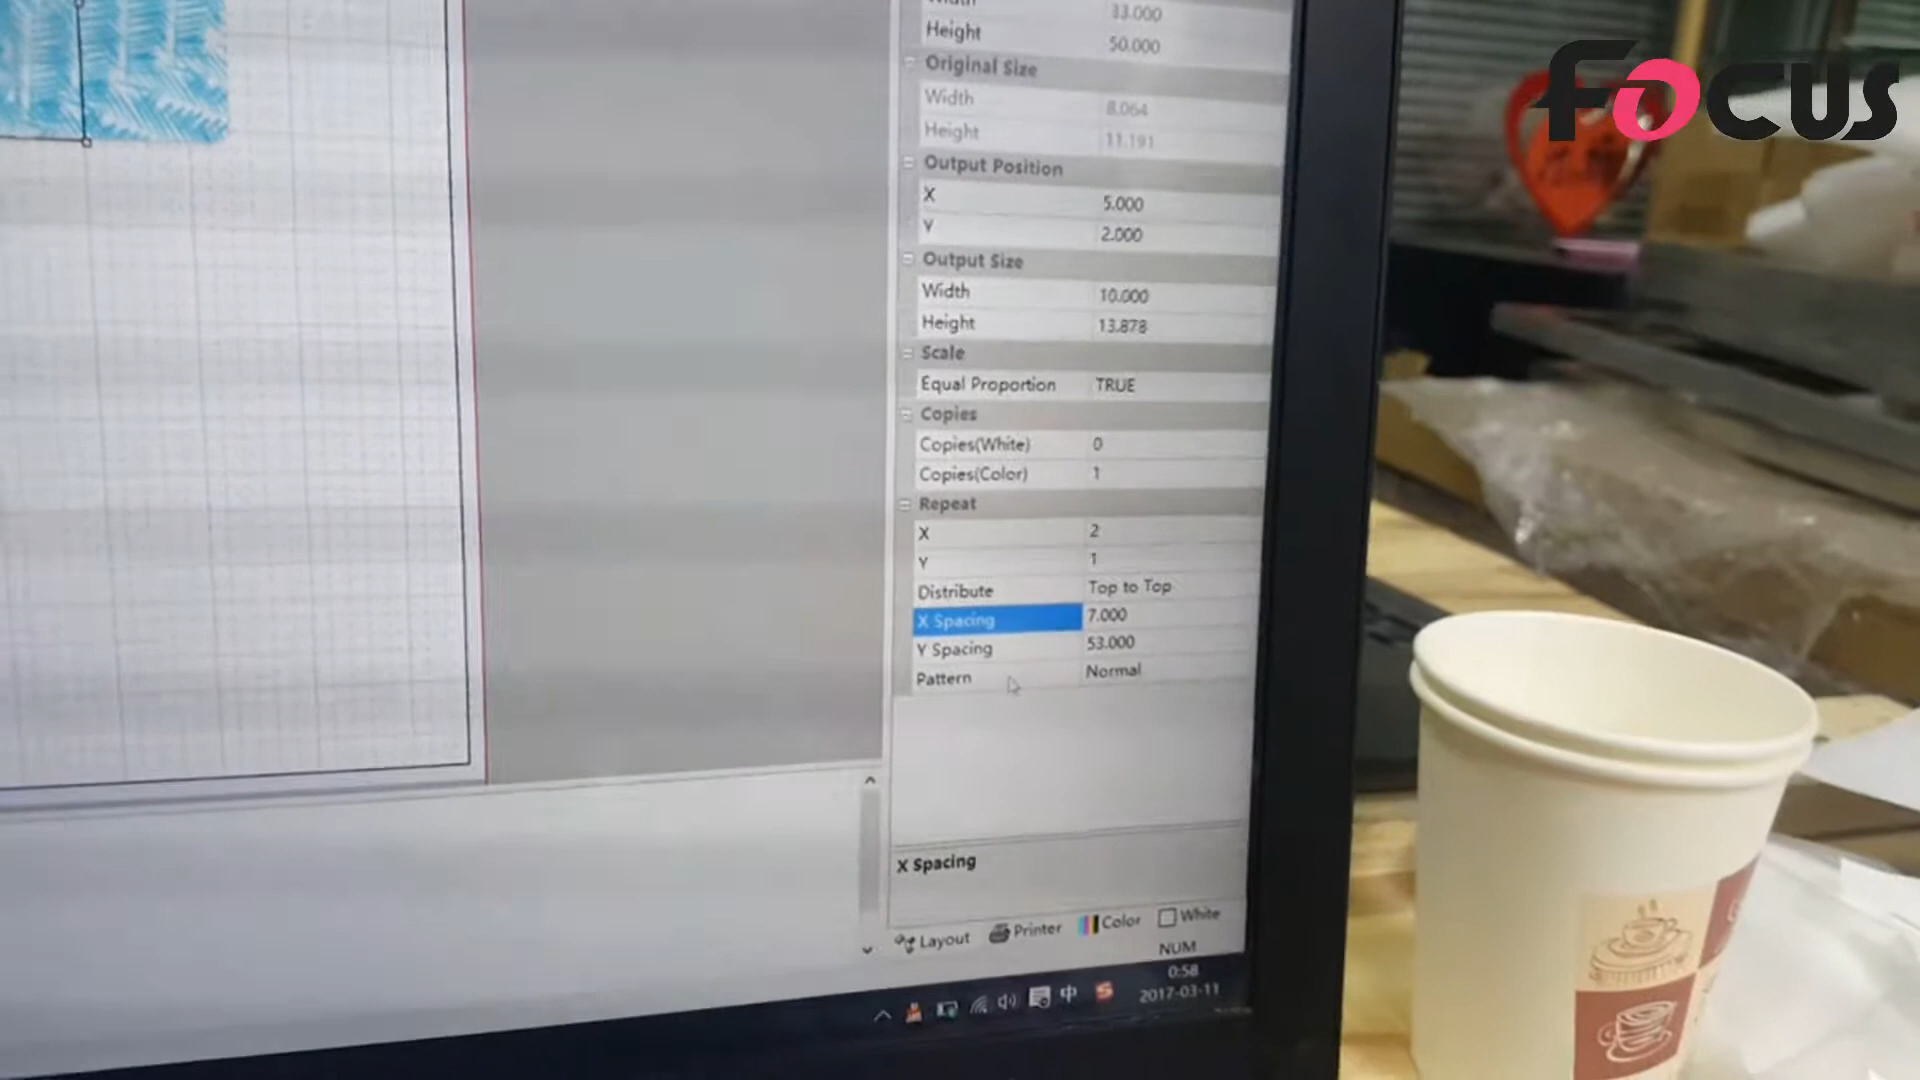 Width 33.000
Height 50.000
Original Size
Width 8.064
Height 11.191
Output Position
X 5.000
Y 2.000
Output Size
Width 10.000
Height 13.878
Scale
Equal Proportion TRUE
Copies
Copies(White) 0
Copies(Color) 1
Repeat
X 2
Y 1
Distribute Top to Top
X Spacing 7.000
Y Spacing 53.000
Pattern Normal
X Spacing
Layout Printer Color White
NUM
中 0:58
2017-03-11
FOCUS